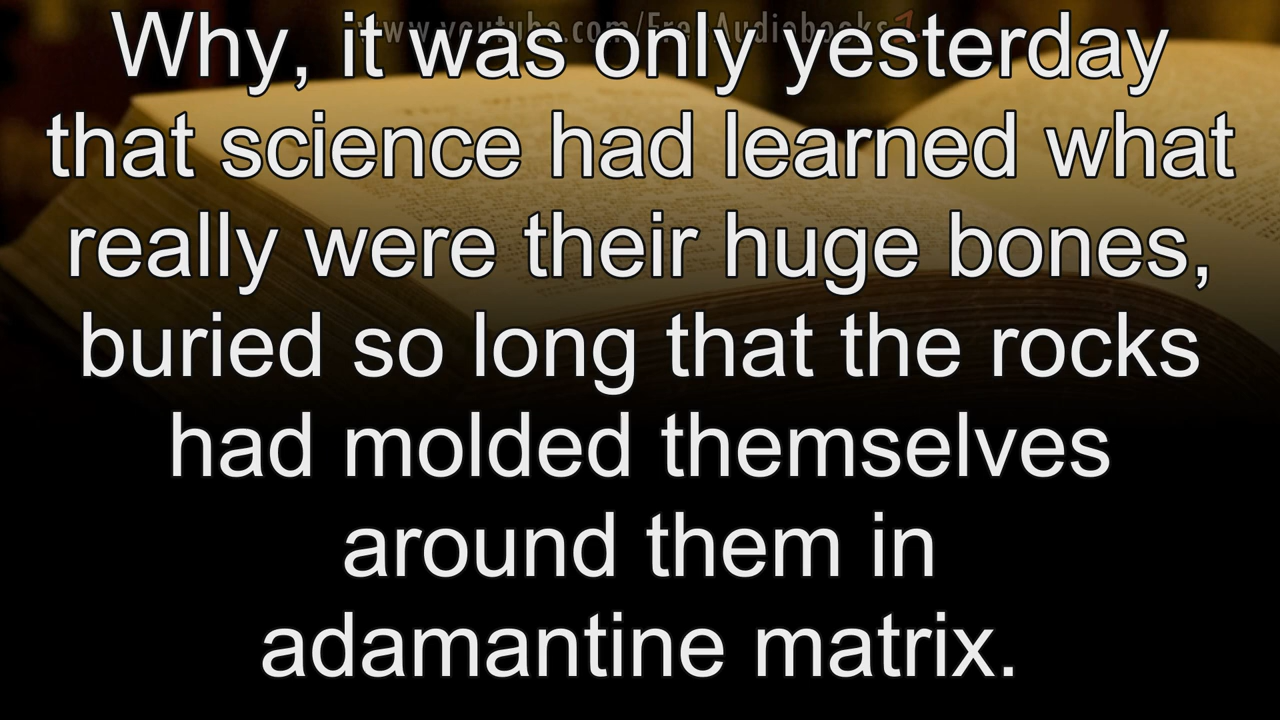 www.youtube.com/FreeAudiobooks
Why, it was only yesterday
that science had learned what
really were their huge bones,
buried so long that the rocks
had molded themselves
around them in
adamantine matrix.